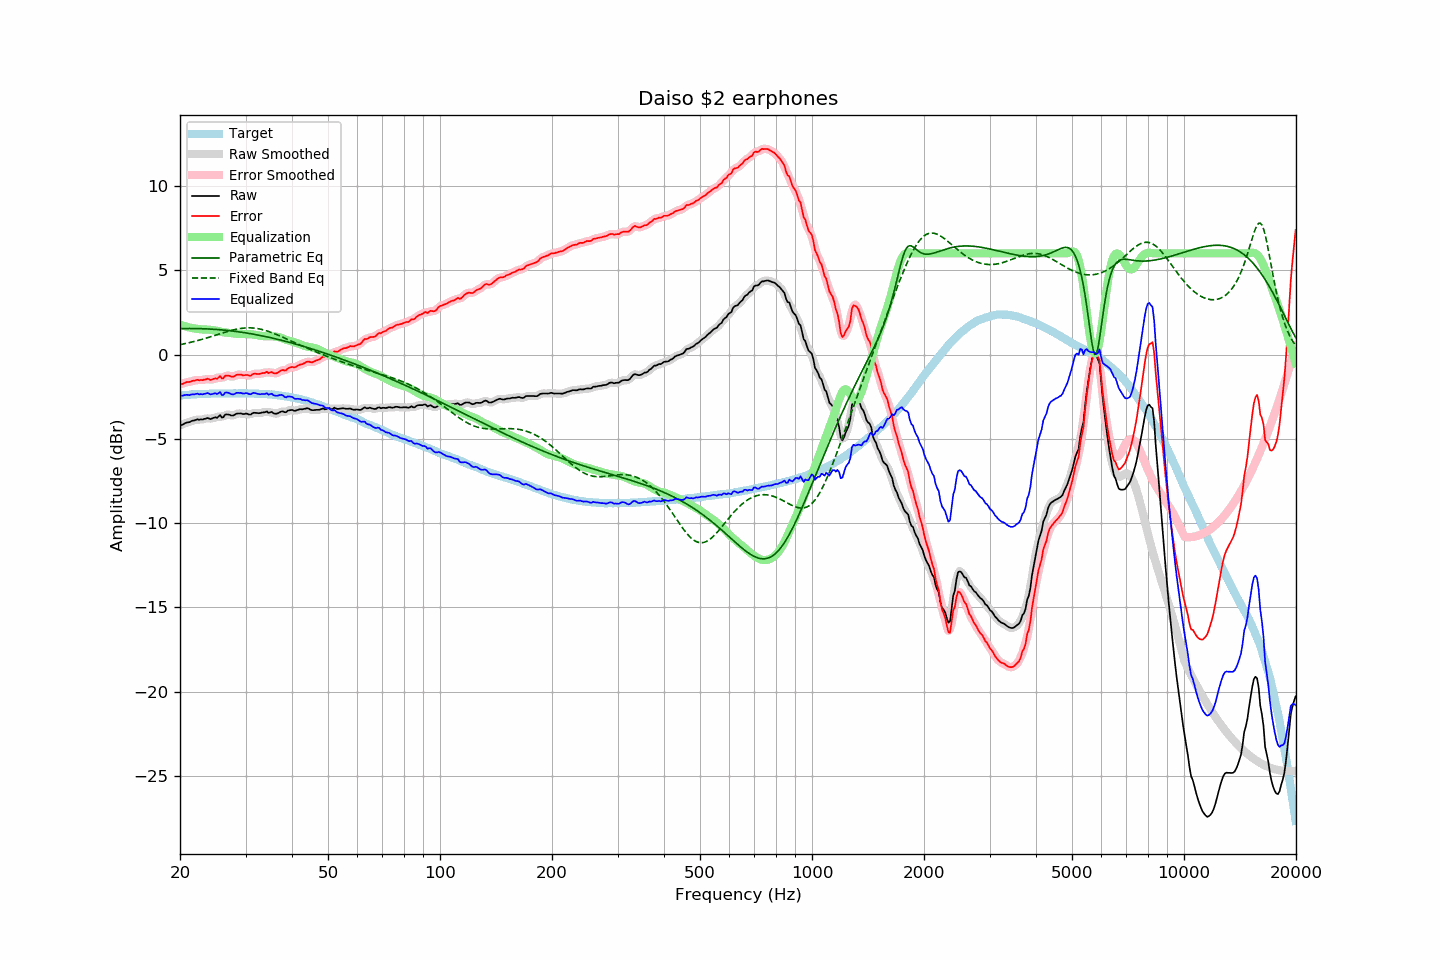 Daiso $2 earphones
Target
Raw Smoothed
Error Smoothed
Raw
Error
Equalization
Parametric Eq
Fixed Band Eq
Equalized
Amplitude (dBr)
10
5
0
−5
−10
−15
−20
−25
20 50 100 200 500 1000 2000 5000 10000 20000
Frequency (Hz)